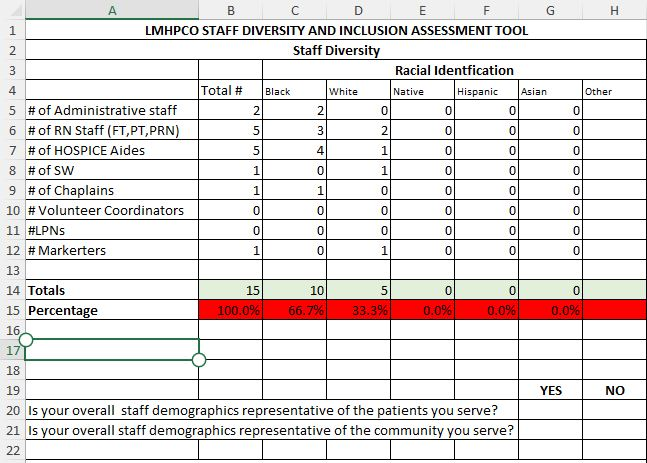 A B C D E F G H
1 LMHPCO STAFF DIVERSITY AND INCLUSION ASSESSMENT TOOL
2 Staff Diversity
3 Racial Identfication
4 Total # Black White Native Hispanic Asian Other
5 # of Administrative staff 2 2 0 0 0 0
6 # of RN Staff (FT,PT,PRN) 5 3 2 0 0 0
7 # of HOSPICE Aides 5 4 1 0 0 0
8 # of SW 1 0 1 0 0 0
9 # of Chaplains 1 1 0 0 0 0
10 # Volunteer Coordinators 0 0 0 0 0 0
11 #LPNs 0 0 0 0 0 0
12 # Markerters 1 0 1 0 0 0
13
14 Totals 15 10 5 0 0 0
15 Percentage 100.0% 66.7% 33.3% 0.0% 0.0% 0.0%
16
17
18
19 YES NO
20 Is your overall staff demographics representative of the patients you serve?
21 Is your overall staff demographics representative of the community you serve?
22